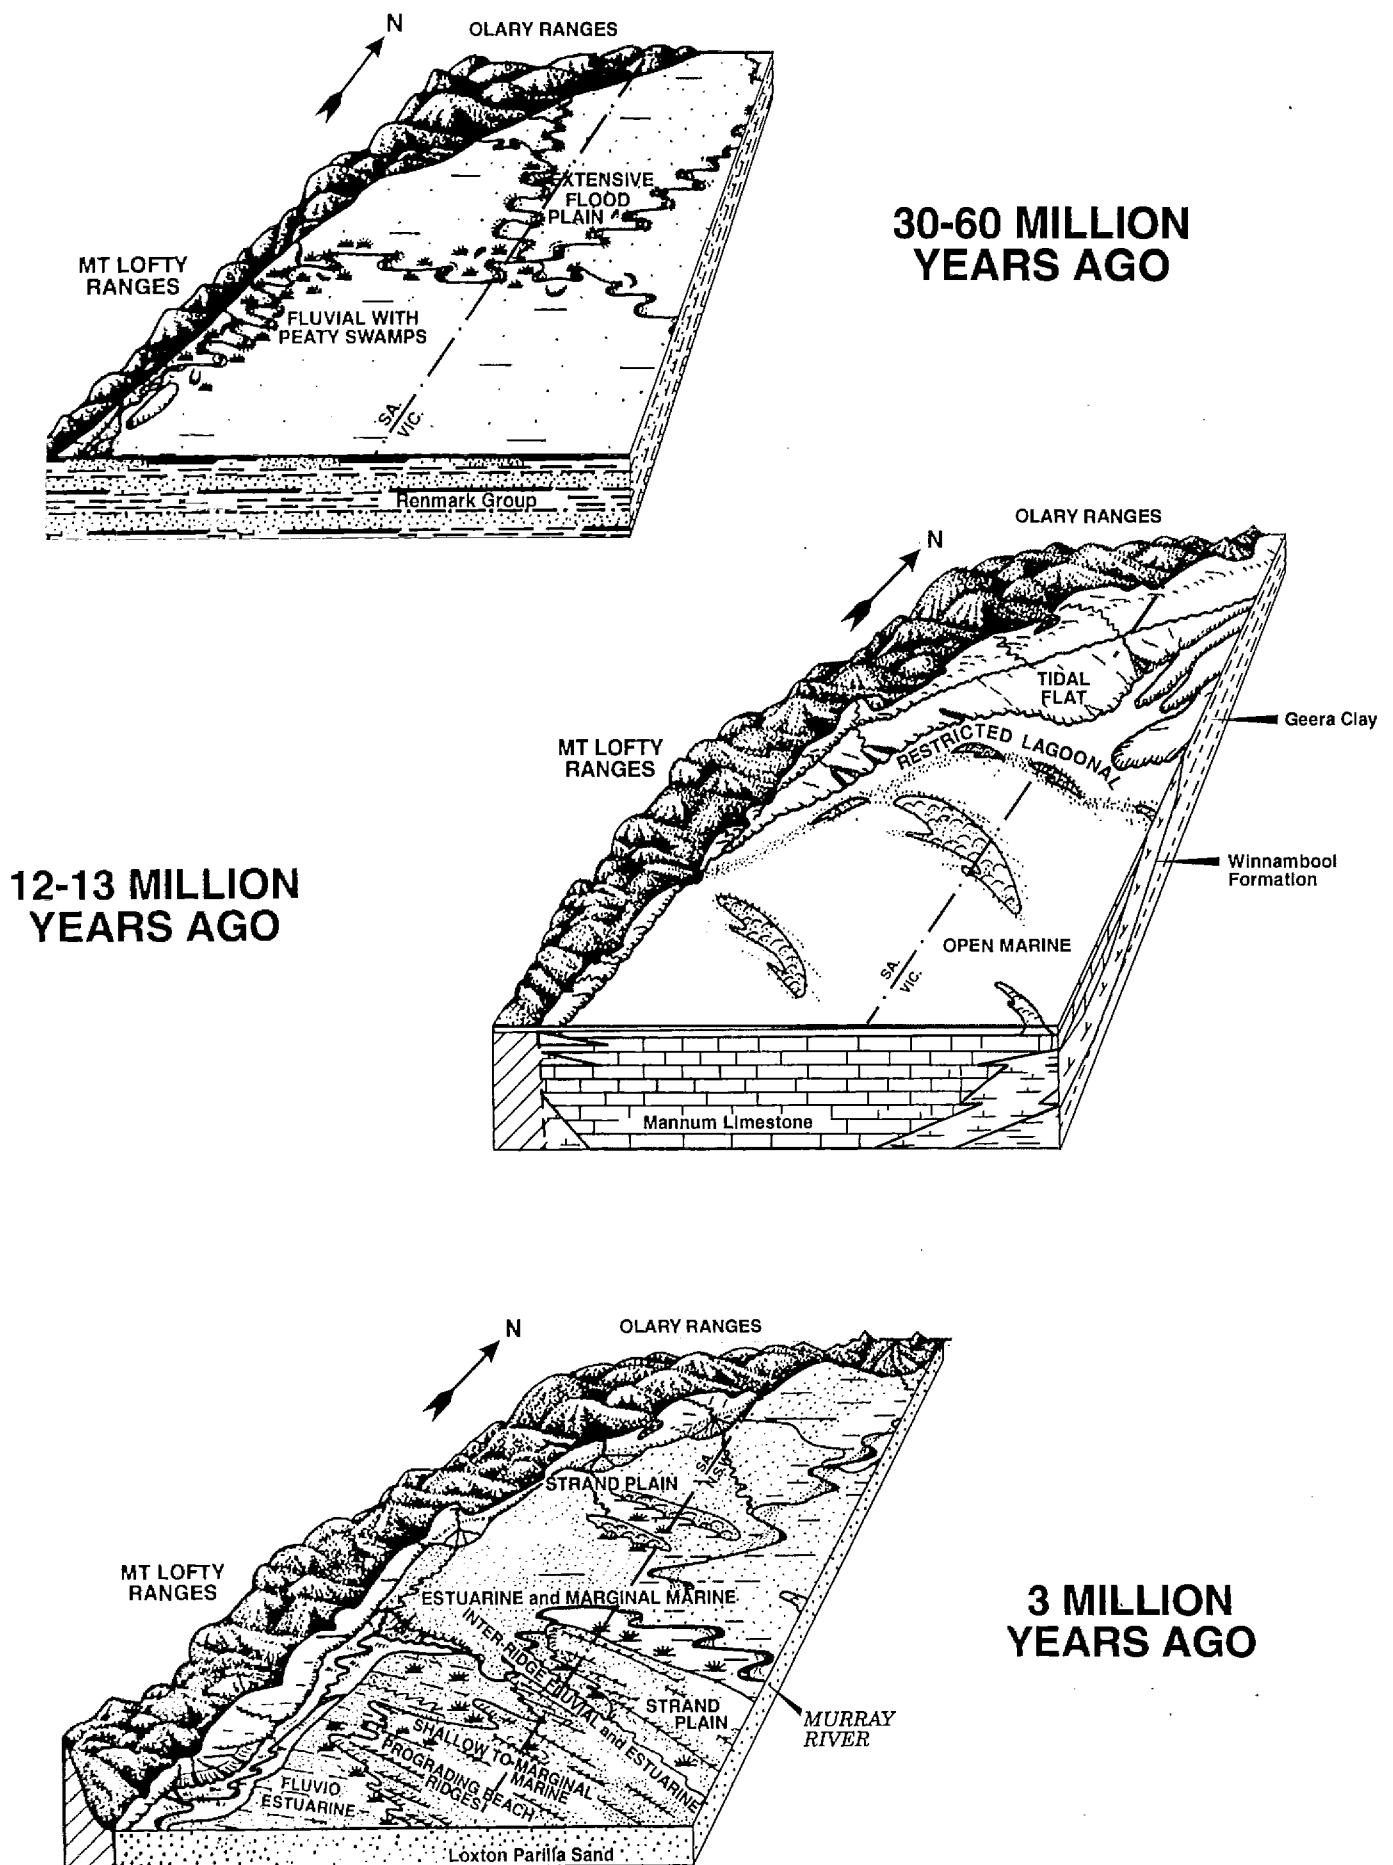 N
OLARY RANGES
EXTENSIVE
FLOOD
PLAIN
30-60 MILLION
YEARS AGO
MT LOFTY
RANGES
FLUVIAL WITH
PEATY SWAMPS
SA.
VIC.
Renmark Group
OLARY RANGES
N
TIDAL
FLAT
Geera Clay
MT LOFTY
RANGES
RESTRICTED LAGOONAL
12-13 MILLION
YEARS AGO
Winnambool
Formation
OPEN MARINE
SA.
VIC.
Mannum Limestone
N
OLARY RANGES
SA
N.S.W.
STRAND PLAIN
MT LOFTY
RANGES
ESTUARINE and MARGINAL MARINE
3 MILLION
YEARS AGO
INTER-RIDGE FLUVIAL and ESTUARINE
STRAND
PLAIN
MURRAY
RIVER
SHALLOW TO MARGINAL
MARINE
PROGRADING BEACH
RIDGES
FLUVIO
ESTUARINE
Loxton Parilla Sand